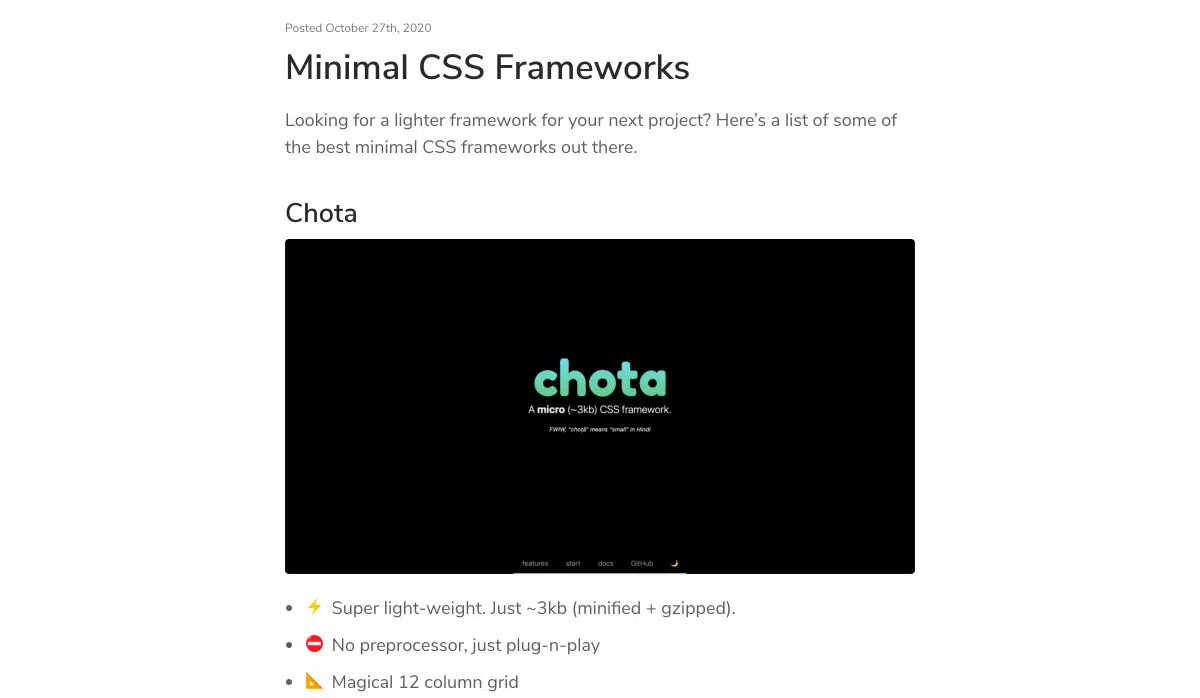 Posted October 27th, 2020
Minimal CSS Frameworks
Looking for a lighter framework for your next project? Here’s a list of some of
the best minimal CSS frameworks out there.
Chota
chota
A micro (~3kb) CSS framework.
FWIW, "chota" means "small" in Hindi
features start docs GitHub
• ⚡ Super light-weight. Just ~3kb (minified + gzipped).
• ⛔ No preprocessor, just plug-n-play
• 📐 Magical 12 column grid